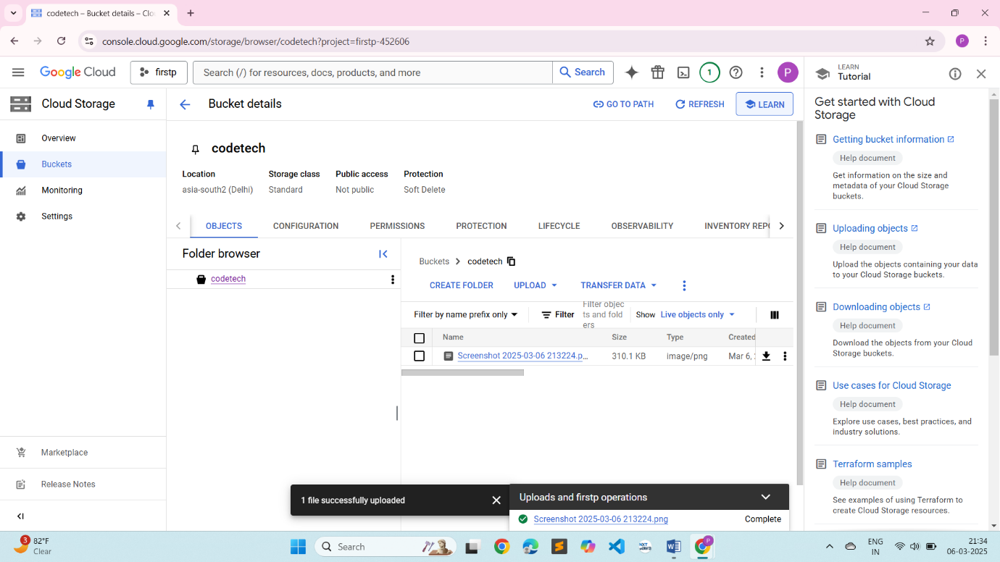 codetech – Bucket details – Clo
console.cloud.google.com/storage/browser/codetech?project=firstp-452606
P
Google Cloud
firstp
Search (/) for resources, docs, products, and more
Search
1
P
LEARN
Tutorial
Cloud Storage
Overview
Buckets
Monitoring
Settings
Marketplace
Release Notes
Bucket details
GO TO PATH
REFRESH
LEARN
codetech
Location
Storage class
Public access
Protection
asia-south2 (Delhi)
Standard
Not public
Soft Delete
OBJECTS
CONFIGURATION
PERMISSIONS
PROTECTION
LIFECYCLE
OBSERVABILITY
INVENTORY REPO
Folder browser
codetech
Buckets
codetech
CREATE FOLDER
UPLOAD
TRANSFER DATA
Filter by name prefix only
Filter
Filter objec
ts and fold
ers
Show
Live objects only
Name
Size
Type
Created
Screenshot 2025-03-06 213224.p...
310.1 KB
image/png
Mar 6,
1 file successfully uploaded
Uploads and firstp operations
Screenshot 2025-03-06 213224.png
Complete
Get started with Cloud
Storage
Getting bucket information
Help document
Get information on the size and
metadata of your Cloud Storage
buckets.
Uploading objects
Help document
Upload the objects containing your data
to your Cloud Storage buckets.
Downloading objects
Help document
Download the objects from your Cloud
Storage buckets.
Use cases for Cloud Storage
Help document
Explore use cases, best practices, and
industry solutions.
Terraform samples
Help document
See examples of using Terraform to
create Cloud Storage resources.
3
82°F
Clear
Search
P
ENG
IN
21:34
06-03-2025